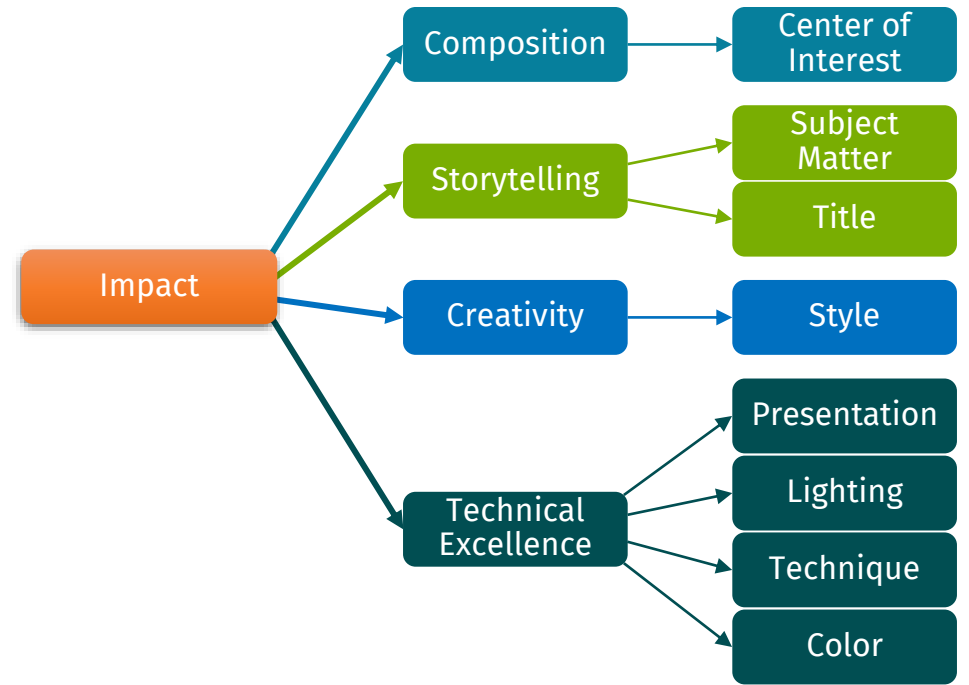 Impact
Composition
Center of
Interest
Storytelling
Subject
Matter
Title
Creativity
Style
Technical
Excellence
Presentation
Lighting
Technique
Color